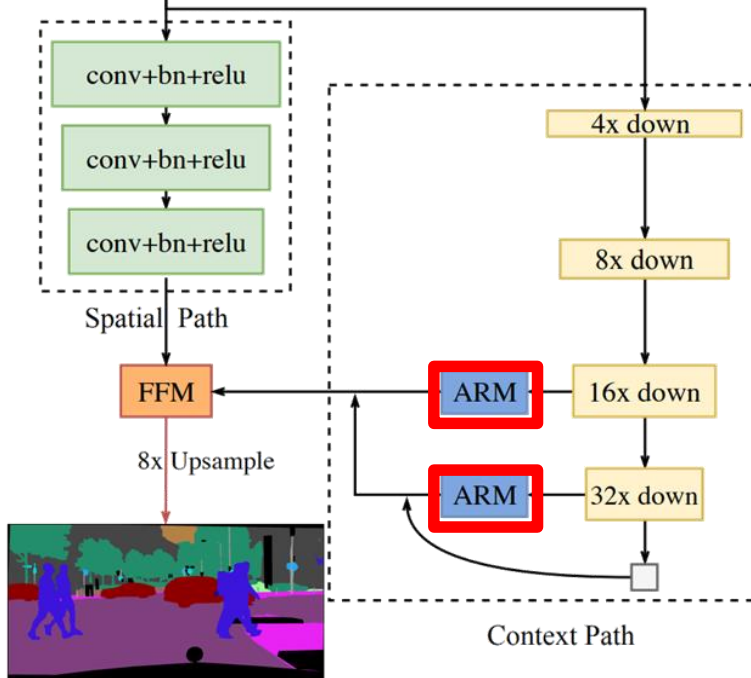 conv+bn+relu
conv+bn+relu
conv+bn+relu
Spatial Path
4x down
8x down
FFM
ARM
16x down
8x Upsample
ARM
32x down
Context Path